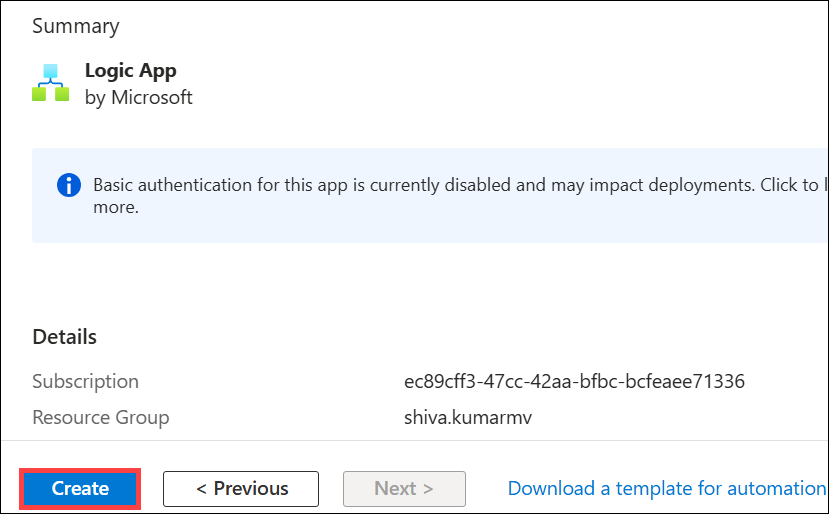 Summary
Logic App
by Microsoft
Basic authentication for this app is currently disabled and may impact deployments. Click to
more.
Details
Subscription ec89cff3-47cc-42aa-bfbc-bcfeaee71336
Resource Group shiva.kumarmv
Create < Previous Next > Download a template for automation